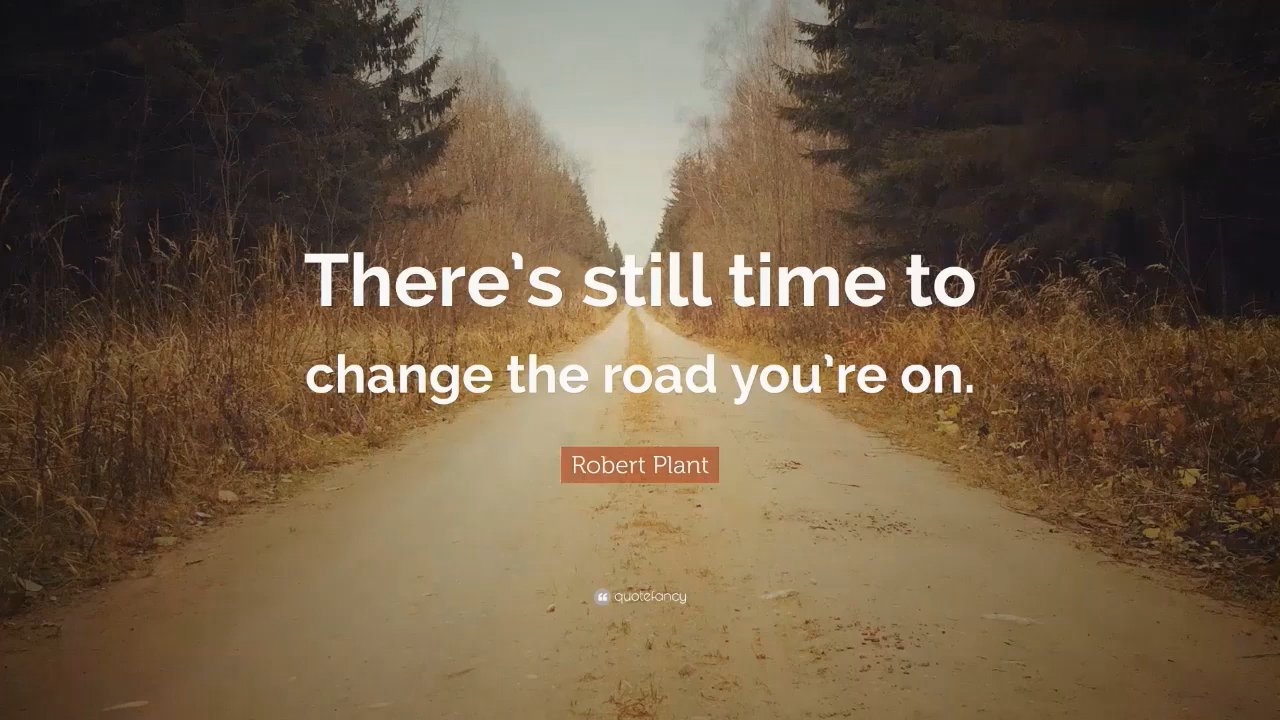 There’s still time to
change the road you’re on.
Robert Plant
quotefancy